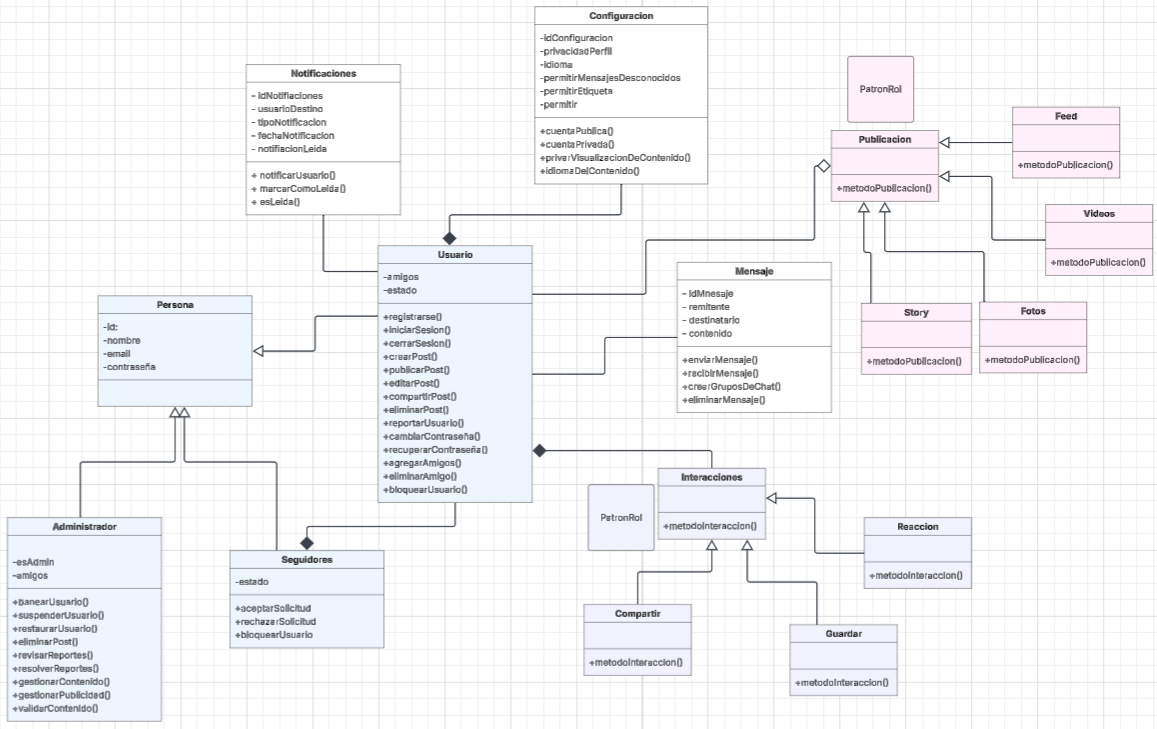 Configuracion
-idConfiguracion
-privacidadPerfil
-idioma
-permitirMensajesDesconocidos
-permitirEtiqueta
-permitir
+cuentaPublica()
+cuentaPrivada()
+privarVisualizacionDeContenido()
+idiomaDelContenido()
Notificaciones
- idNotifiaciones
- usuarioDestino
- tipoNotificacion
- fechaNotificacion
- notifiacionLeida
+ notificarUsuario()
+ marcarComoLeida()
+ esLeida()
PatronRol
Publicacion
+metodoPublicacion()
Feed
+metodoPublicacion()
Videos
+metodoPublicacion()
Story
+metodoPublicacion()
Fotos
+metodoPublicacion()
Usuario
-amigos
-estado
+registrarse()
+iniciarSesion()
+cerrarSesion()
+crearPost()
+publicarPost()
+editarPost()
+compartirPost()
+eliminarPost()
+reportarUsuario()
+cambiarContraseña()
+recuperarContraseña()
+agregarAmigos()
+eliminarAmigo()
+bloquearUsuario()
Mensaje
- idMnesaje
- remitente
- destinatario
- contenido
+enviarMensaje()
+recibirMensaje()
+crearGruposDeChat()
+eliminarMensaje()
Persona
-id:
-nombre
-email
-contraseña
Administrador
-esAdmin
-amigos
+banearUsuario()
+suspenderUsuario()
+restaurarUsuario()
+eliminarPost()
+revisarReportes()
+resolverReportes()
+gestionarContenido()
+gestionarPublicidad()
+validarContenido()
Seguidores
-estado
+aceptarSolicitud
+rechazarSolicitud
+bloquearUsuario
PatronRol
Interacciones
+metodoInteraccion()
Reaccion
+metodoInteraccion()
Compartir
+metodoInteraccion()
Guardar
+metodoInteraccion()